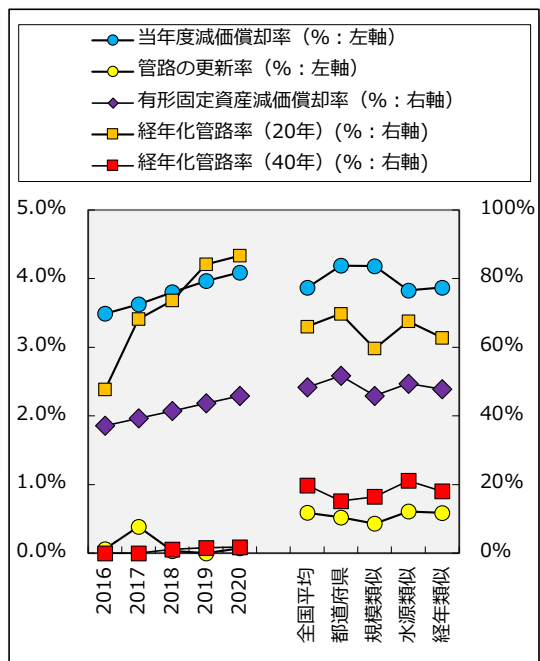 当年度減価償却率（%：左軸）
管路の更新率（%：左軸）
有形固定資産減価償却率（%：右軸）
経年化管路率（20年）(%：右軸)
経年化管路率（40年）(%：右軸)
5.0%
100%
4.0%
80%
3.0%
60%
2.0%
40%
1.0%
20%
0.0%
0%
2016
2017
2018
2019
2020
全国平均
都道府県
規模類似
水源類似
経年類似